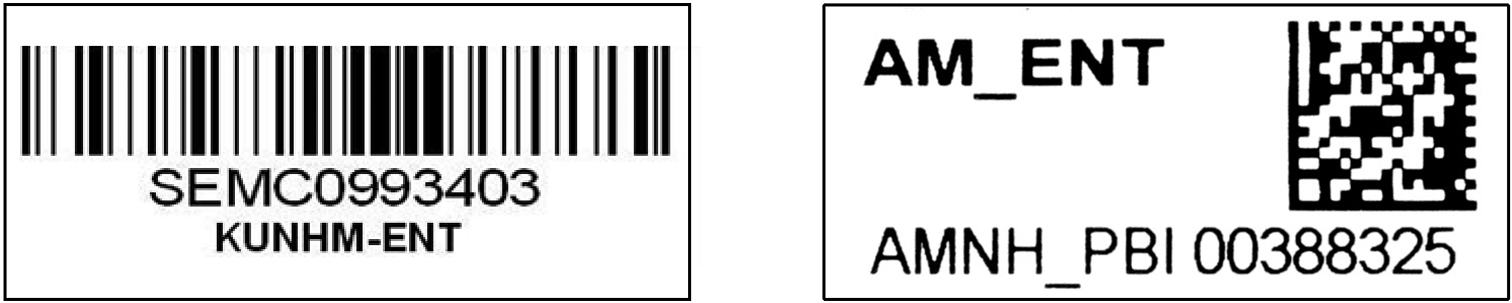 SEMC0993403
KUNHM-ENT
AM_ENT
AMNH_PBI 00388325